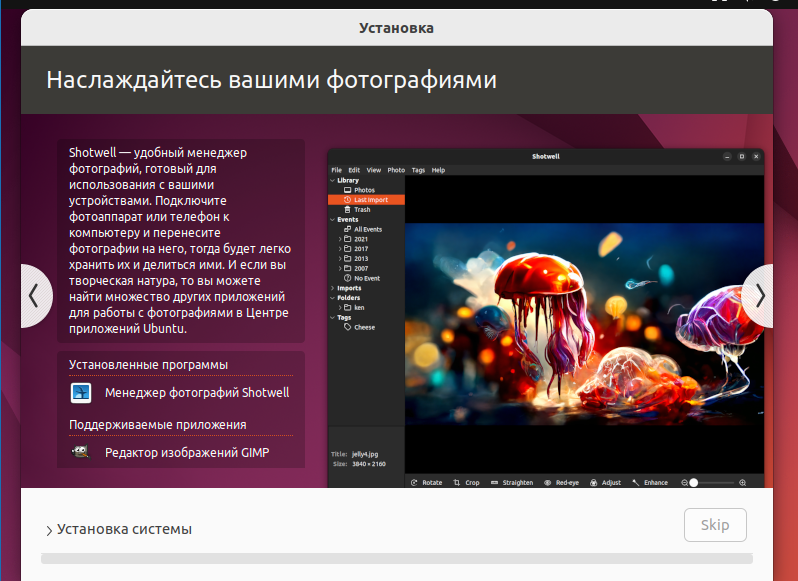 Установка
Наслаждайтесь вашими фотографиями
Shotwell — удобный менеджер
фотографий, готовый для
использования с вашими
устройствами. Подключите
фотоаппарат или телефон к
компьютеру и перенесите
фотографии на него, тогда будет легко
хранить их и делиться ими. И если вы
творческая натура, то вы можете
найти множество других приложений
для работы с фотографиями в Центре
приложений Ubuntu.
Установленные программы
Менеджер фотографий Shotwell
Поддерживаемые приложения
Редактор изображений GIMP
Shotwell
File Edit View Photo Tags Help
Library
Photos
Last Import
Trash
Events
All Events
2021
2017
2013
2007
No Event
Imports
Folders
ken
Tags
Cheese
Title: jelly4.jpg
Size: 3840 × 2160
Rotate Crop Straighten Red-eye Adjust Enhance
Установка системы
Skip